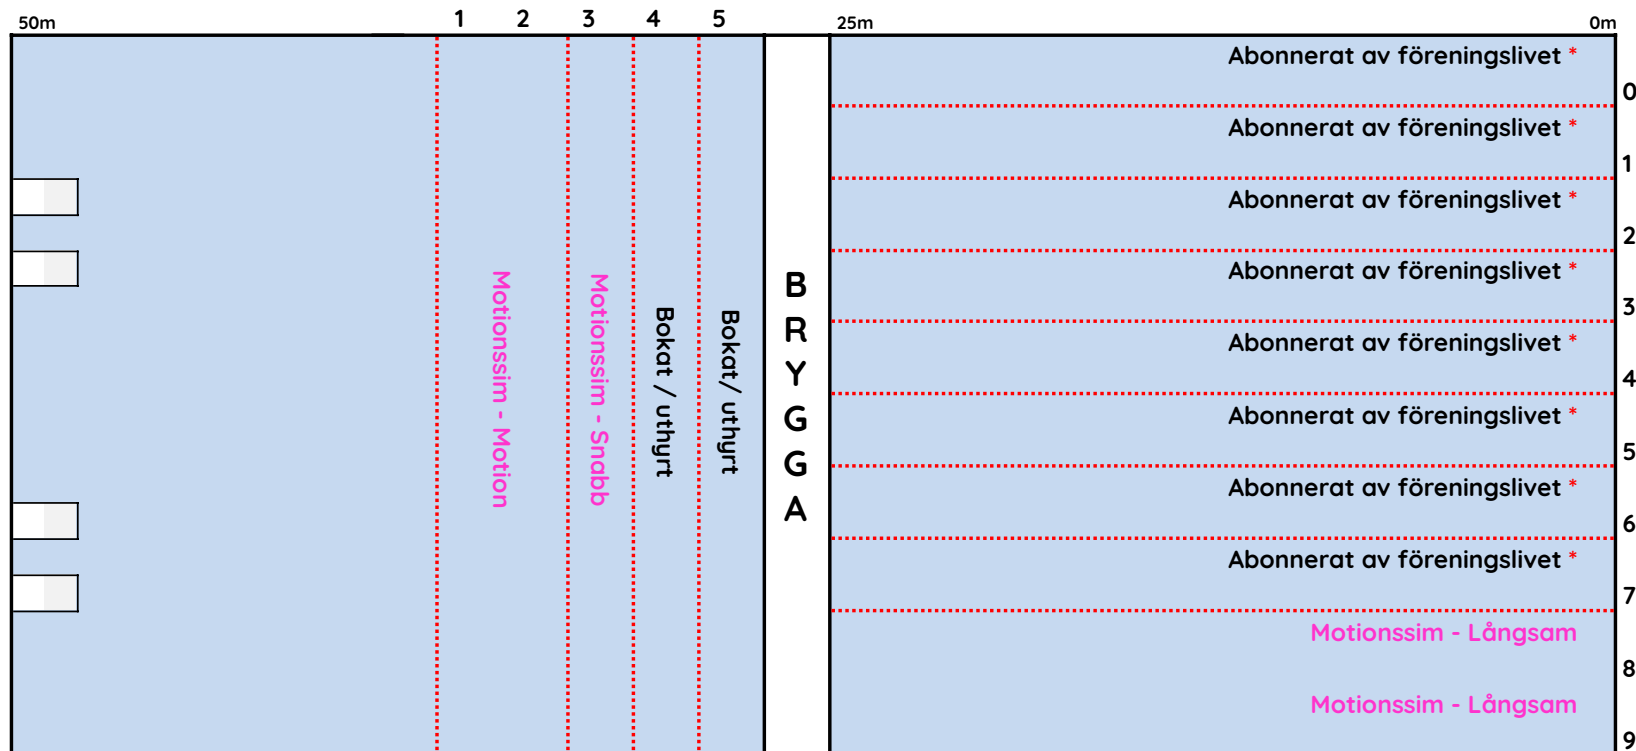 50m
1 2 3 4 5
25m
0m
Motionssim - Motion
Motionssim - Snabb
Bokat / uthyrt
Bokat/ uthyrt
BRYGGA
Abonnerat av föreningslivet *
0
Abonnerat av föreningslivet *
1
Abonnerat av föreningslivet *
2
Abonnerat av föreningslivet *
3
Abonnerat av föreningslivet *
4
Abonnerat av föreningslivet *
5
Abonnerat av föreningslivet *
6
Abonnerat av föreningslivet *
7
Motionssim - Långsam
8
Motionssim - Långsam
9